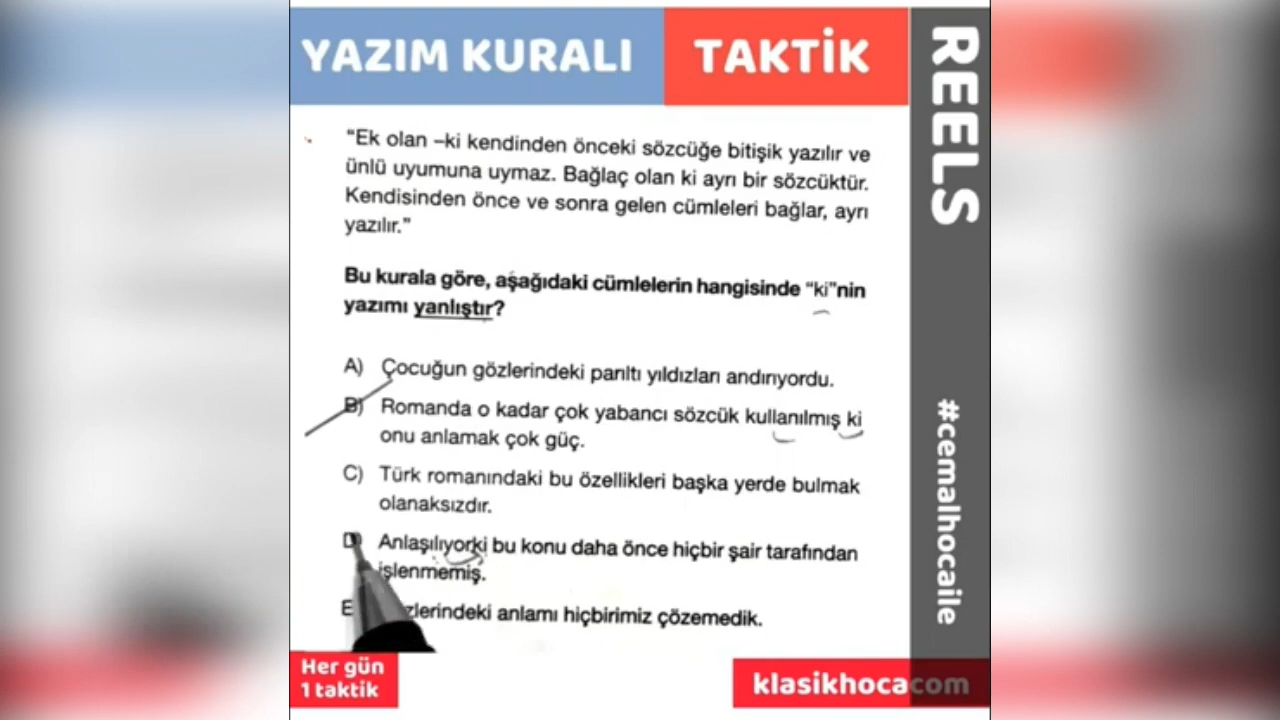 YAZIM KURALI
TAKTİK
REELS
"Ek olan –ki kendinden önceki sözcüğe bitişik yazılır ve
ünlü uyumuna uymaz. Bağlaç olan ki ayrı bir sözcüktür.
Kendisinden önce ve sonra gelen cümleleri bağlar, ayrı
yazılır."
Bu kurala göre, aşağıdaki cümlelerin hangisinde "ki"nin
yazımı yanlıştır?
A) Çocuğun gözlerindeki parıltı yıldızları andırıyordu.
B) Romanda o kadar çok yabancı sözcük kullanılmış ki
onu anlamak çok güç.
C) Türk romanındaki bu özellikleri başka yerde bulmak
olanaksızdır.
D) Anlaşılıyorki bu konu daha önce hiçbir şair tarafından
işlenmemiş.
E anlamı hiçbirimiz çözemedik.
#cemalhocaile
Her gün
1 taktik
klasikhocacom